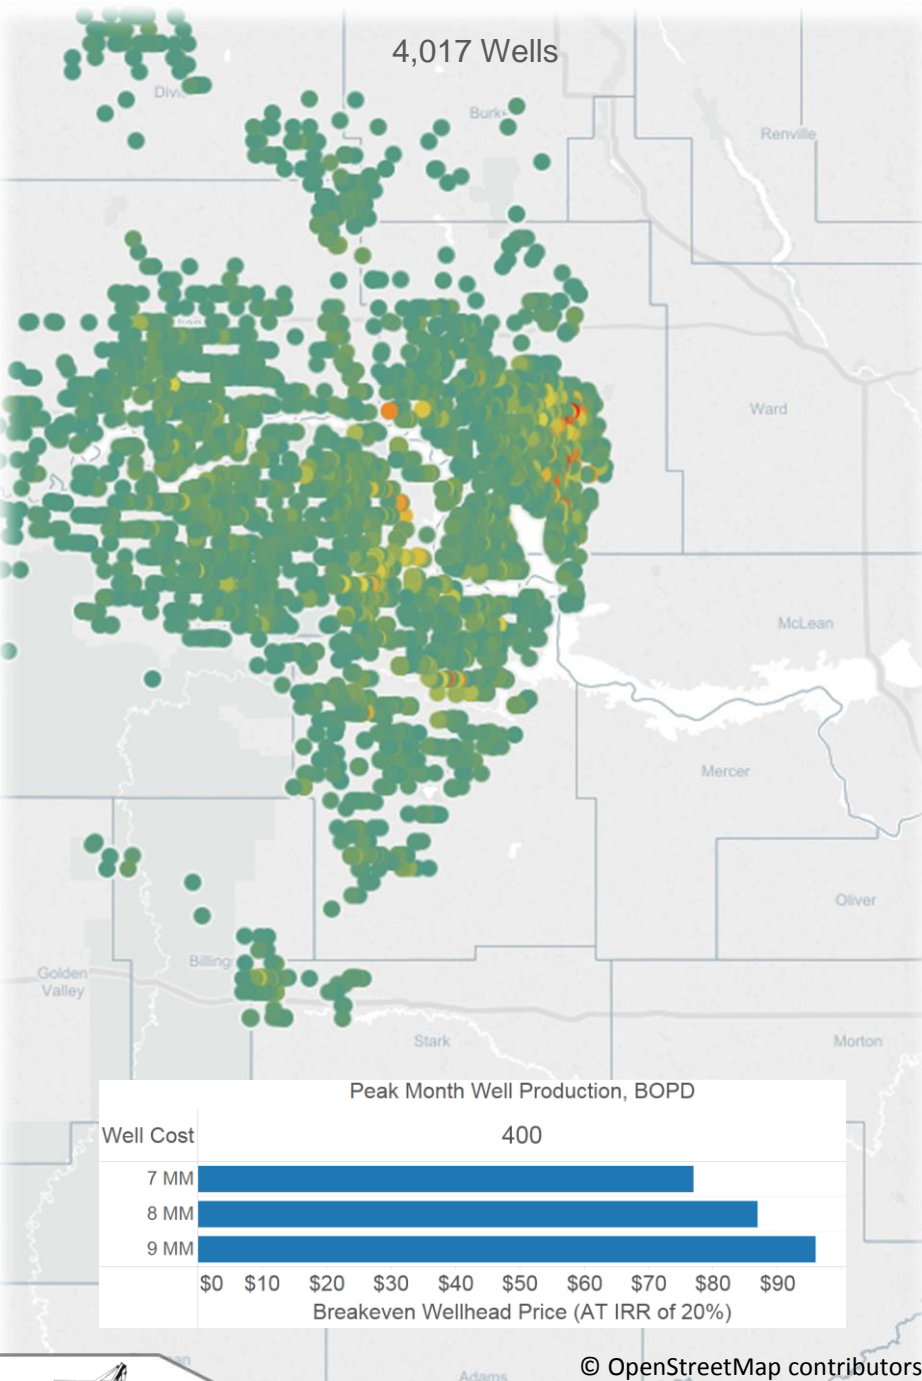 4,017 Wells
Burke
Renville
Ward
McLean
Mercer
Oliver
Billing
Golden
Valley
Stark
Morton
Peak Month Well Production, BOPD
Well Cost
400
7 MM
8 MM
9 MM
$0 $10 $20 $30 $40 $50 $60 $70 $80 $90
Breakeven Wellhead Price (AT IRR of 20%)
Adams
© OpenStreetMap contributors